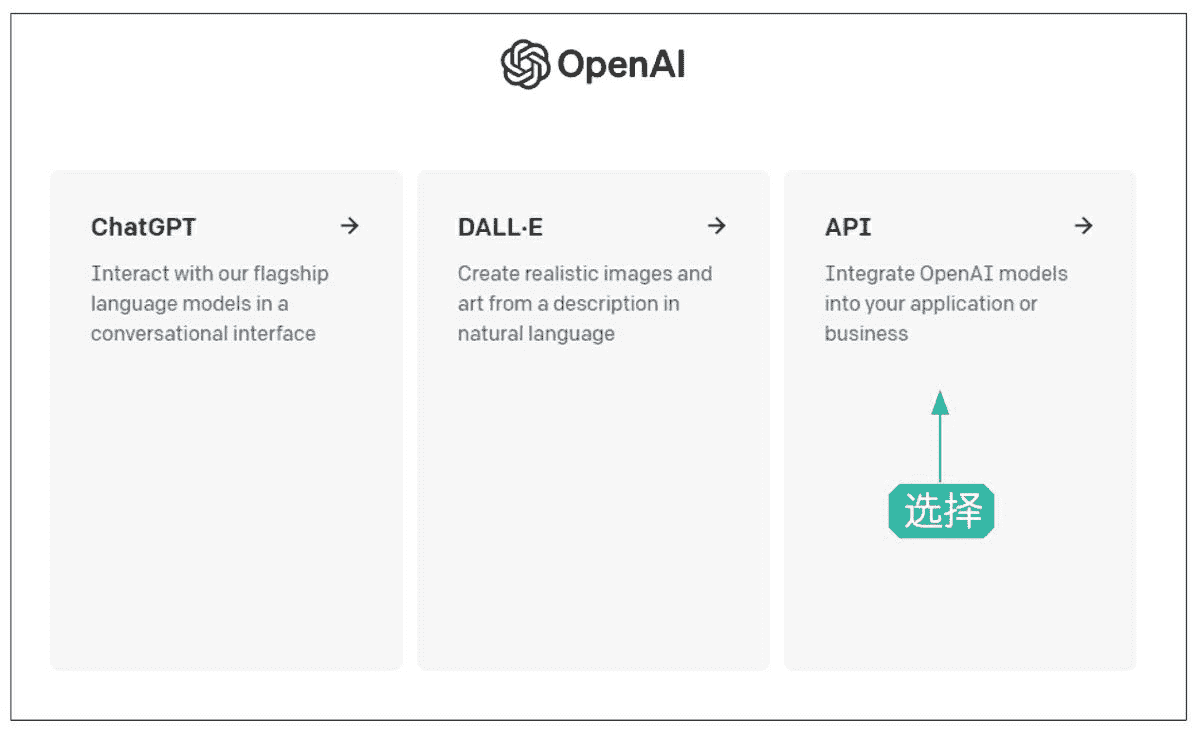 OpenAI
ChatGPT
Interact with our flagship
language models in a
conversational interface
DALL·E
Create realistic images and
art from a description in
natural language
API
Integrate OpenAI models
into your application or
business
选择